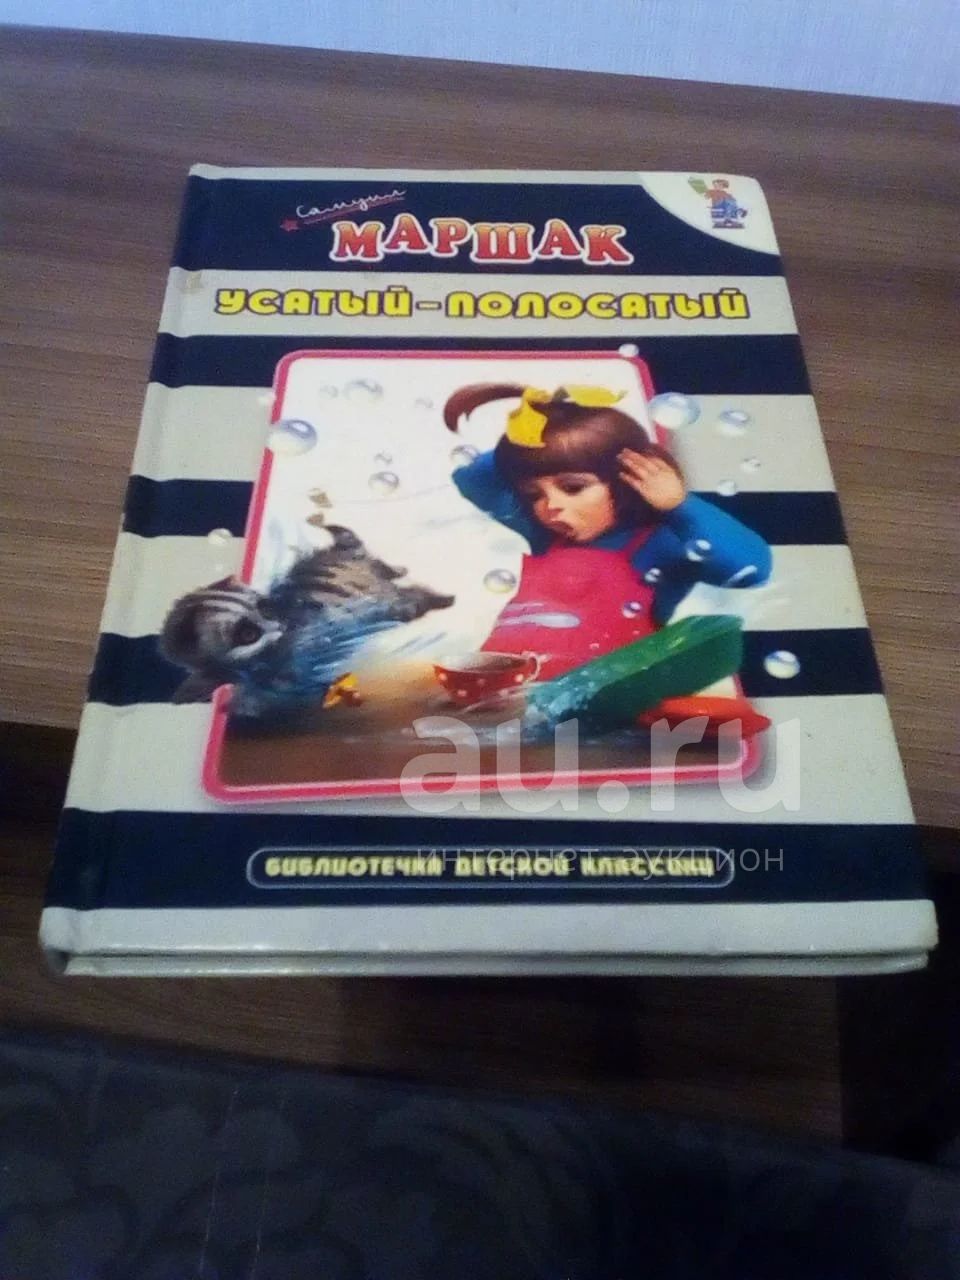 Самуил
МАРШАК
УСАТЫЙ-ПОЛОСАТЫЙ
au.ru
интернет аукцион
БИБЛИОТЕЧКА ДЕТСКОЙ КЛАССИКИ